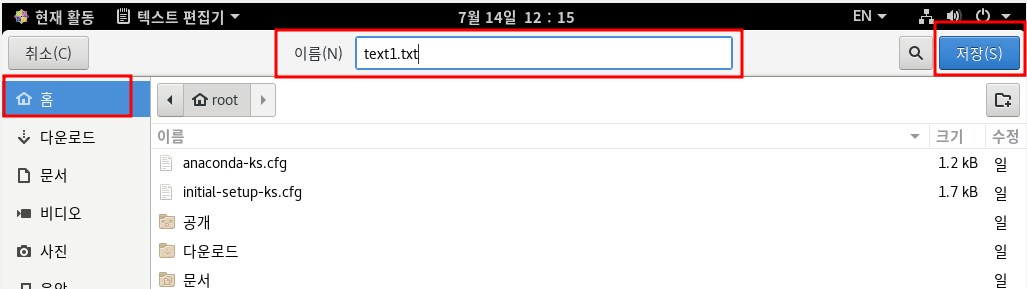 현재 활동 텍스트 편집기 7월 14일 12 : 15 EN
취소(C) 이름(N) text1.txt 저장(S)
홈 root
다운로드 이름 크기 수정
anaconda-ks.cfg 1.2 kB 일
문서
initial-setup-ks.cfg 1.7 kB 일
비디오 공개 일
사진 다운로드 일
문서 일